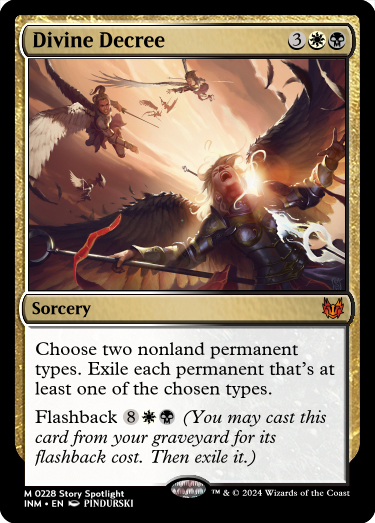 Divine Decree 3
Sorcery
Choose two nonland permanent
types. Exile each permanent that's at
least one of the chosen types.
Flashback 8 (You may cast this
card from your graveyard for its
flashback cost. Then exile it.)
M 0228 Story Spotlight
INM • EN PINDURSKI
™ & © 2024 Wizards of the Coast